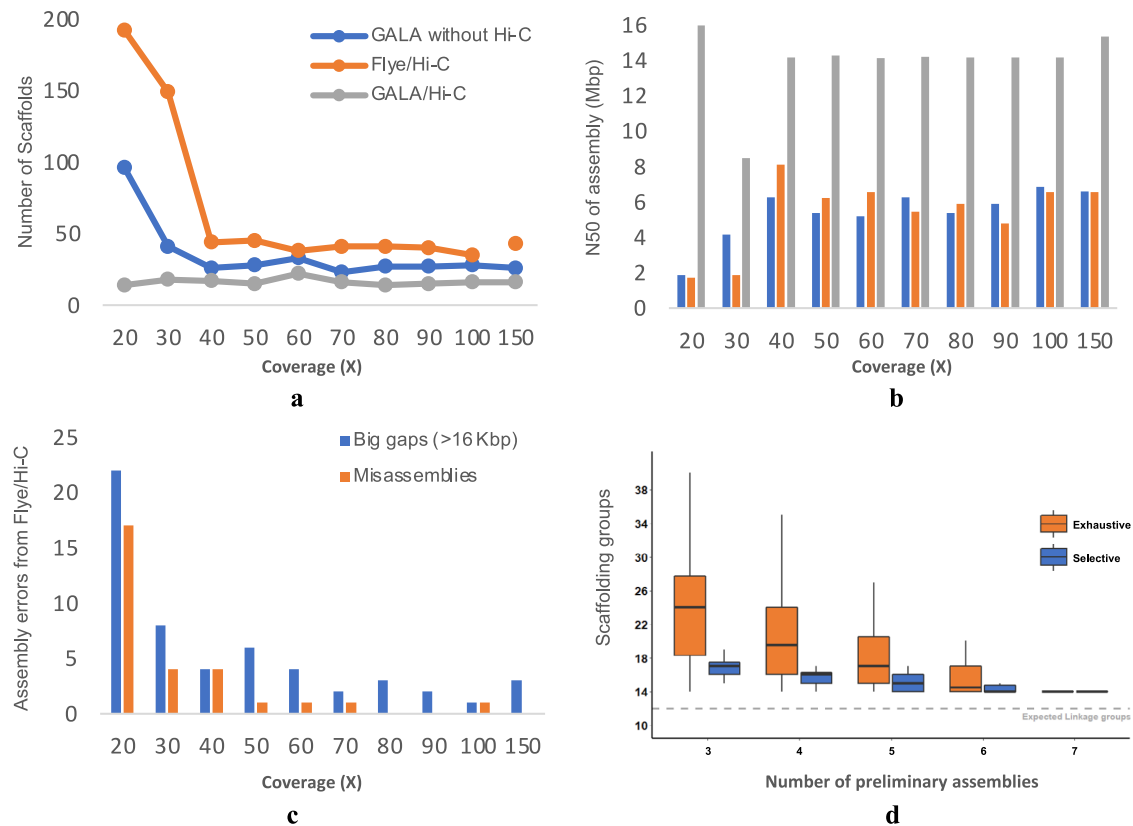 200
150
100
50
0
Number of Scaffolds
GALA without Hi-C
Flye/Hi-C
GALA/Hi-C
20 30 40 50 60 70 80 90 100 150
Coverage (X)
a
16
14
12
10
8
6
4
2
0
N50 of assembly (Mbp)
20 30 40 50 60 70 80 90 100 150
Coverage (X)
b
25
20
15
10
5
0
Assembly errors from Flye/Hi-C
Big gaps (>16 Kbp)
Misassemblies
20 30 40 50 60 70 80 90 100 150
Coverage (X)
c
38
34
30
26
22
18
14
10
Scaffolding groups
Exhaustive
Selective
Expected Linkage groups
3 4 5 6 7
Number of preliminary assemblies
d